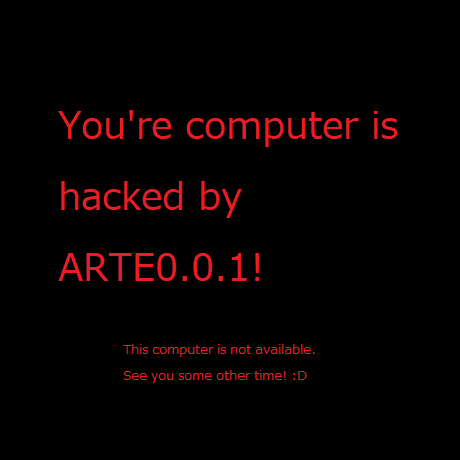 You're computer is
hacked by
ARTE0.0.1!
This computer is not available.
See you some other time! :D